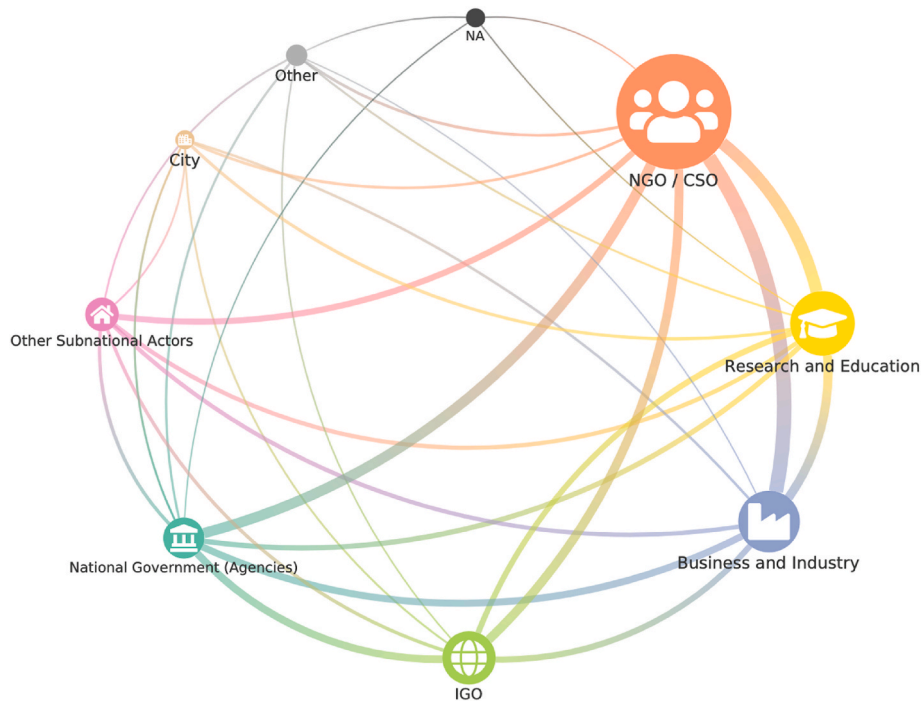 NA
Other
NGO / CSO
City
Other Subnational Actors
Research and Education
National Government (Agencies)
Business and Industry
IGO